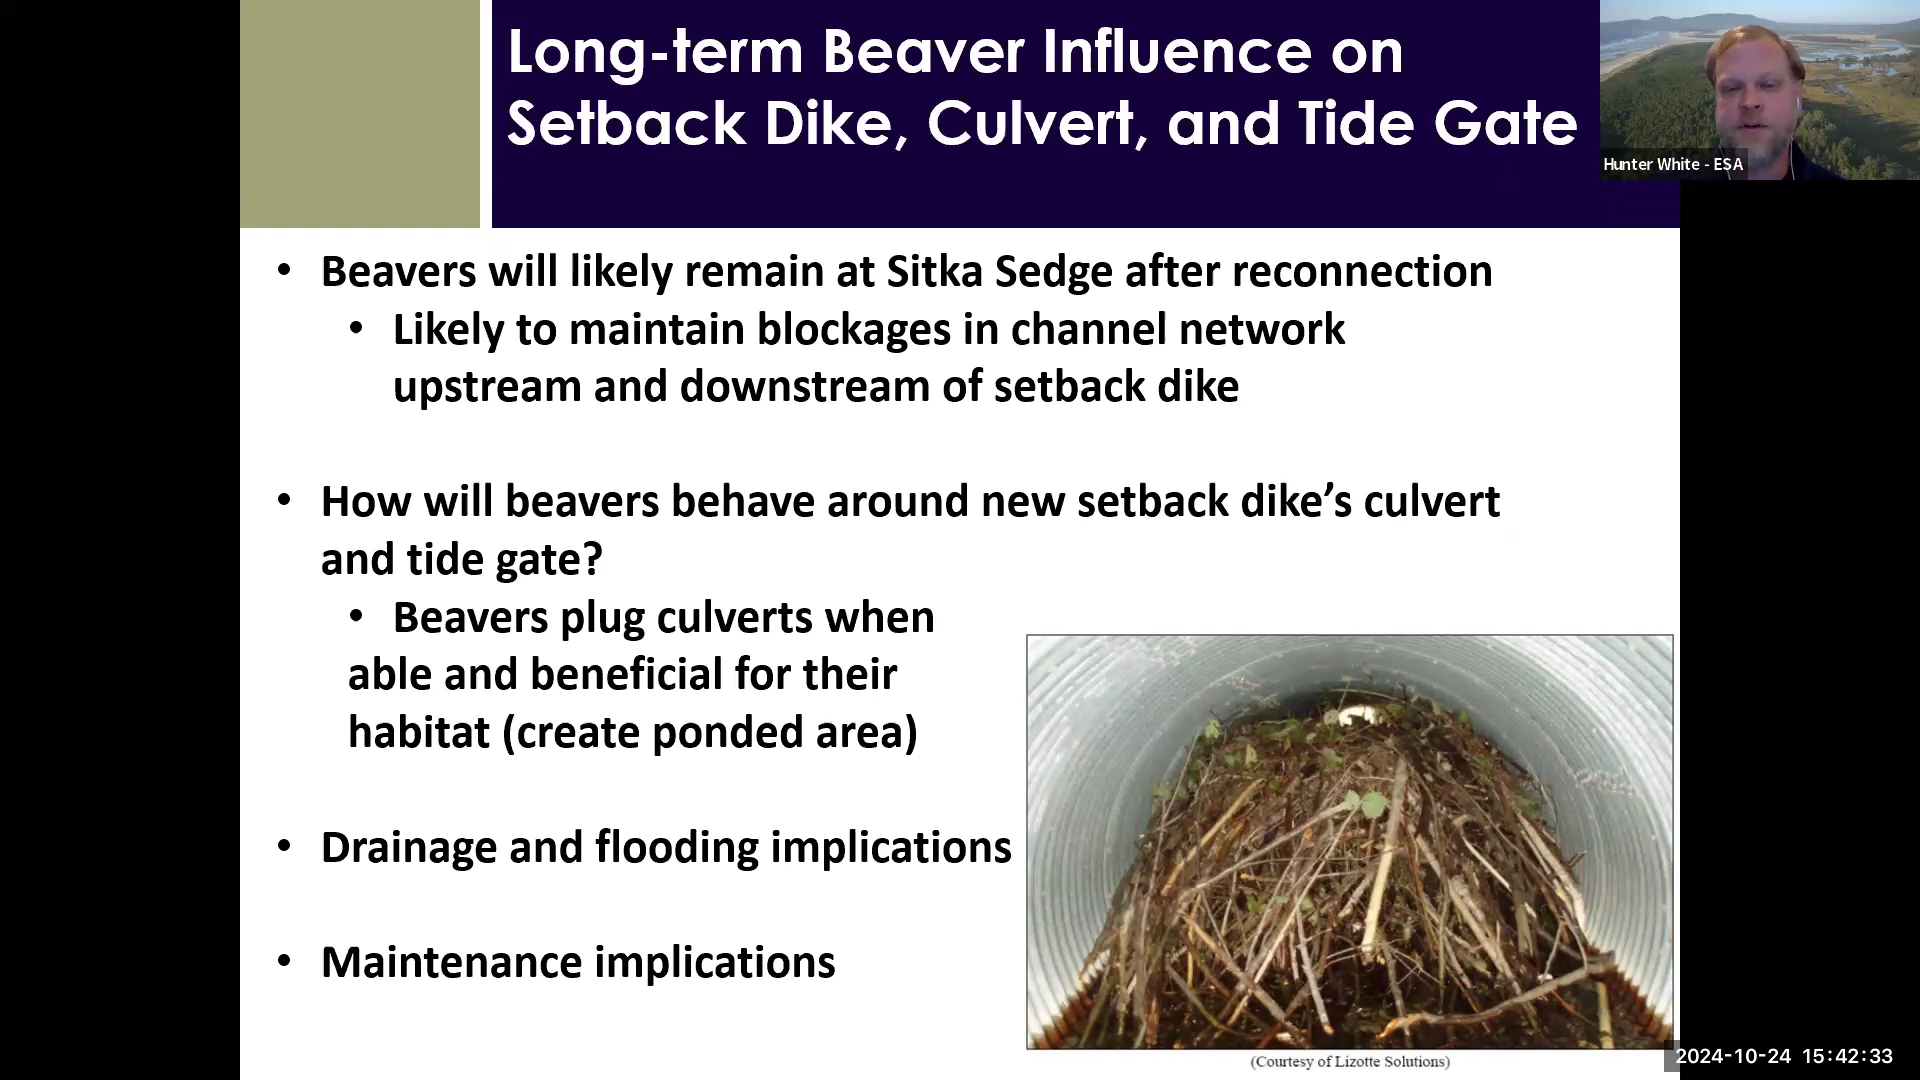 Long-term Beaver Influence on
Setback Dike, Culvert, and Tide Gate
Hunter White - ESA
• Beavers will likely remain at Sitka Sedge after reconnection
• Likely to maintain blockages in channel network
upstream and downstream of setback dike
• How will beavers behave around new setback dike’s culvert
and tide gate?
• Beavers plug culverts when
able and beneficial for their
habitat (create ponded area)
• Drainage and flooding implications
• Maintenance implications
(Courtesy of Lizotte Solutions)
2024-10-24 15:42:33